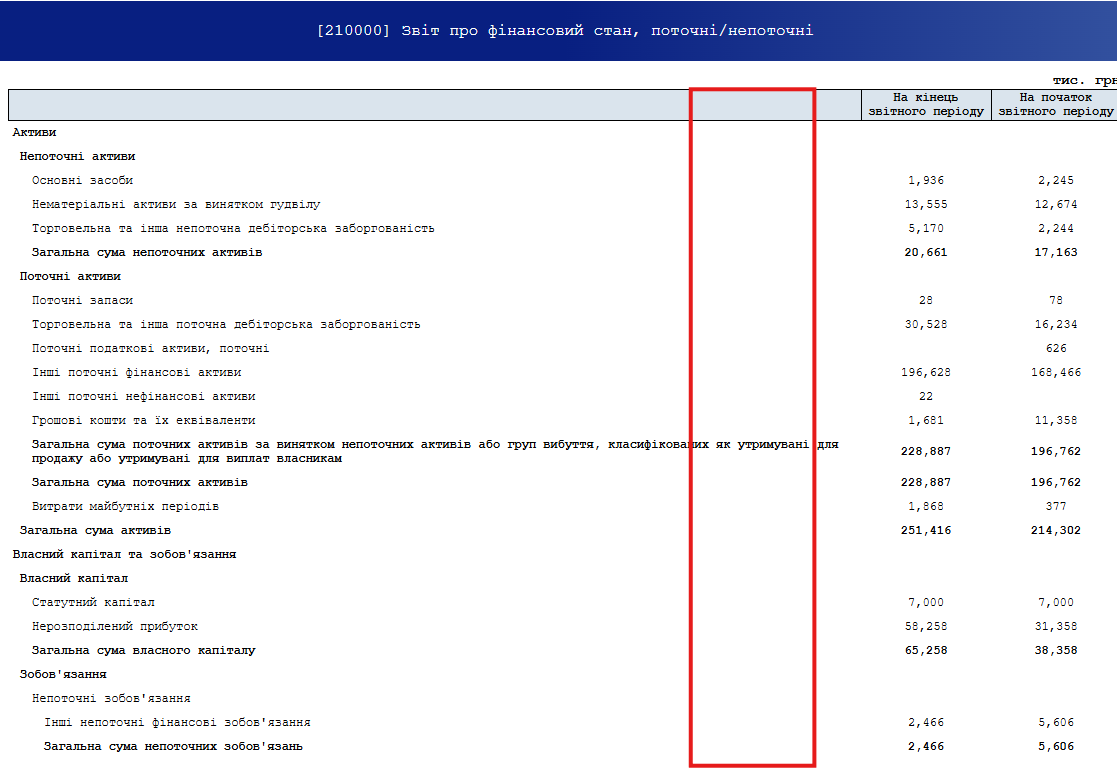 [210000] Звіт про фінансовий стан, поточні/непоточні
тис. грн
На кінець звітного періоду На початок звітного періоду
Активи
Непоточні активи
Основні засоби 1,936 2,245
Нематеріальні активи за винятком гудвілу 13,555 12,674
Торговельна та інша непоточна дебіторська заборгованість 5,170 2,244
Загальна сума непоточних активів 20,661 17,163
Поточні активи
Поточні запаси 28 78
Торговельна та інша поточна дебіторська заборгованість 30,528 16,234
Поточні податкові активи, поточні 626
Інші поточні фінансові активи 196,628 168,466
Інші поточні нефінансові активи 22
Грошові кошти та їх еквіваленти 1,681 11,358
Загальна сума поточних активів за винятком непоточних активів або груп вибуття, класифікованих як утримувані для
продажу або утримувані для виплат власникам 228,887 196,762
Загальна сума поточних активів 228,887 196,762
Витрати майбутніх періодів 1,868 377
Загальна сума активів 251,416 214,302
Власний капітал та зобов'язання
Власний капітал
Статутний капітал 7,000 7,000
Нерозподілений прибуток 58,258 31,358
Загальна сума власного капіталу 65,258 38,358
Зобов'язання
Непоточні зобов'язання
Інші непоточні фінансові зобов'язання 2,466 5,606
Загальна сума непоточних зобов'язань 2,466 5,606